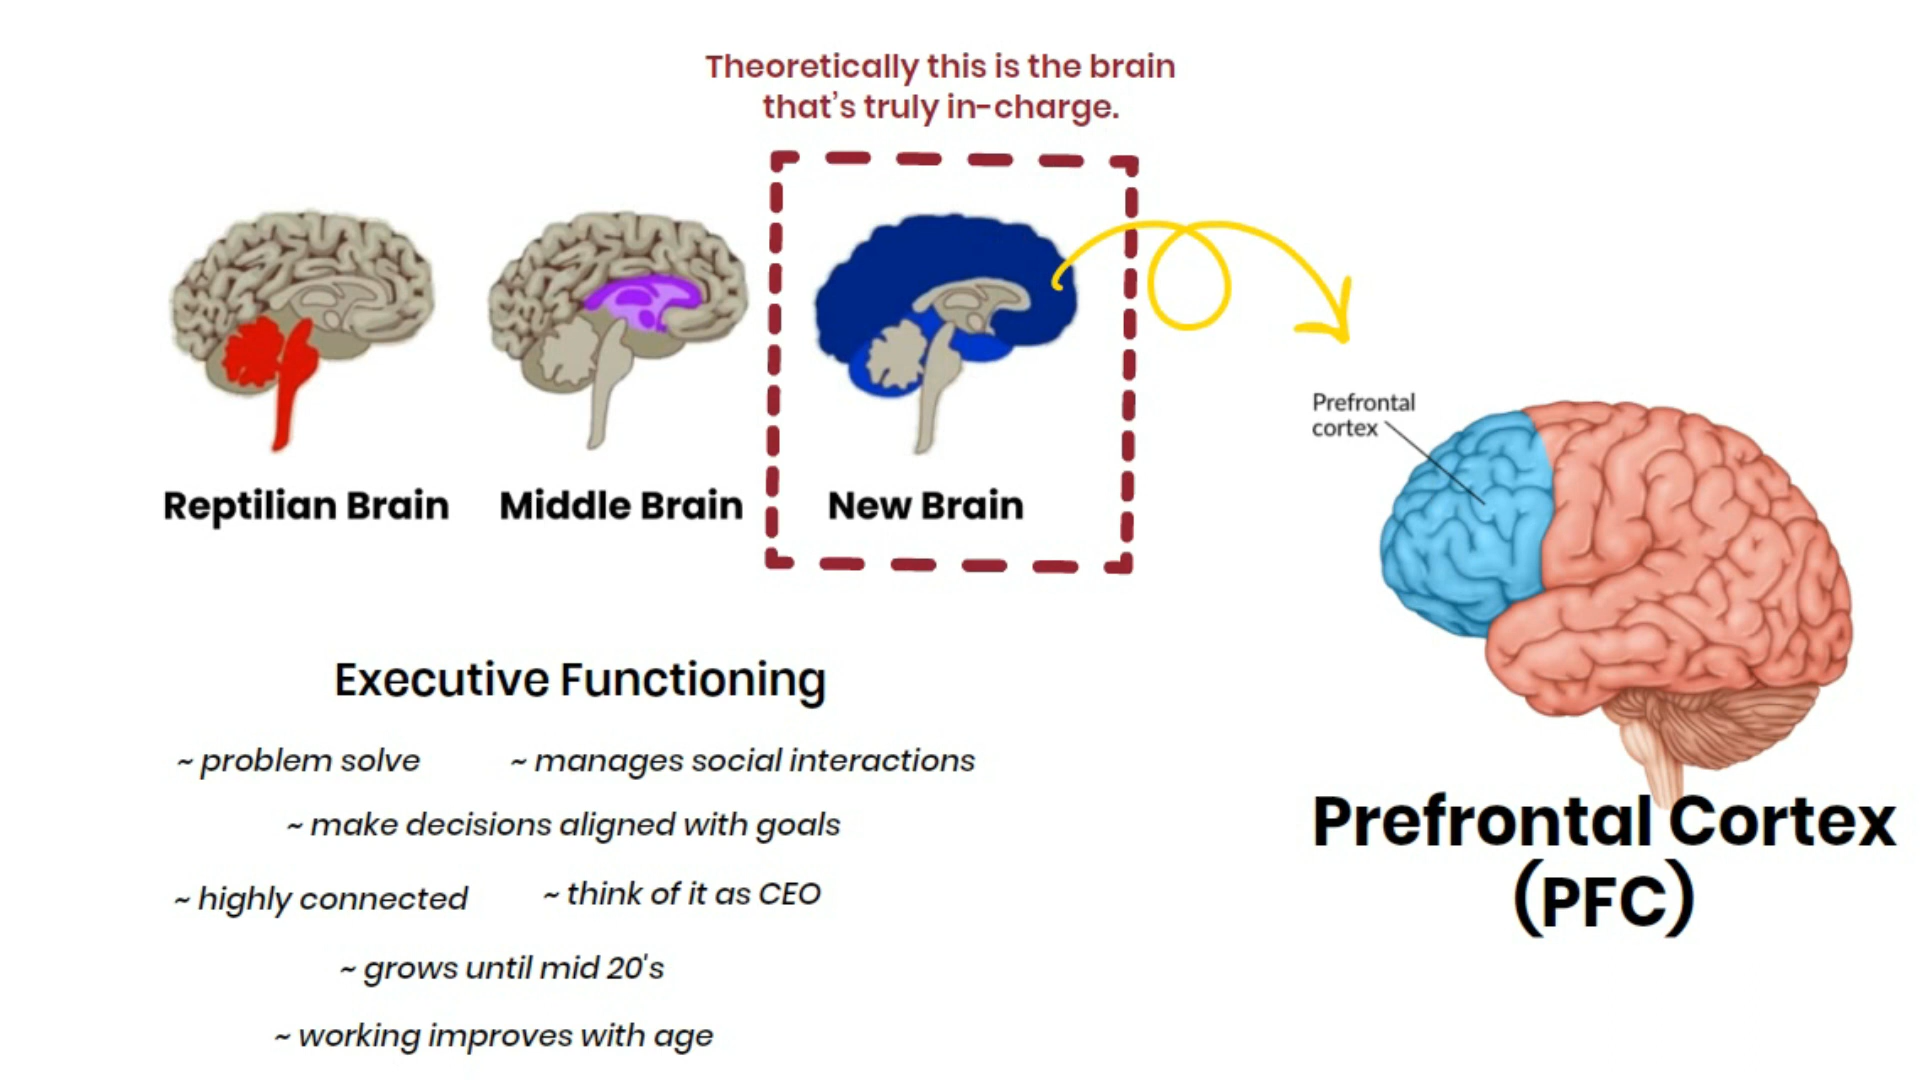 Theoretically this is the brain
that's truly in-charge.
Reptilian Brain
Middle Brain
New Brain
Prefrontal
cortex
Prefrontal Cortex
(PFC)
Executive Functioning
~ problem solve
~ manages social interactions
~ make decisions aligned with goals
~ highly connected
~ think of it as CEO
~ grows until mid 20's
~ working improves with age